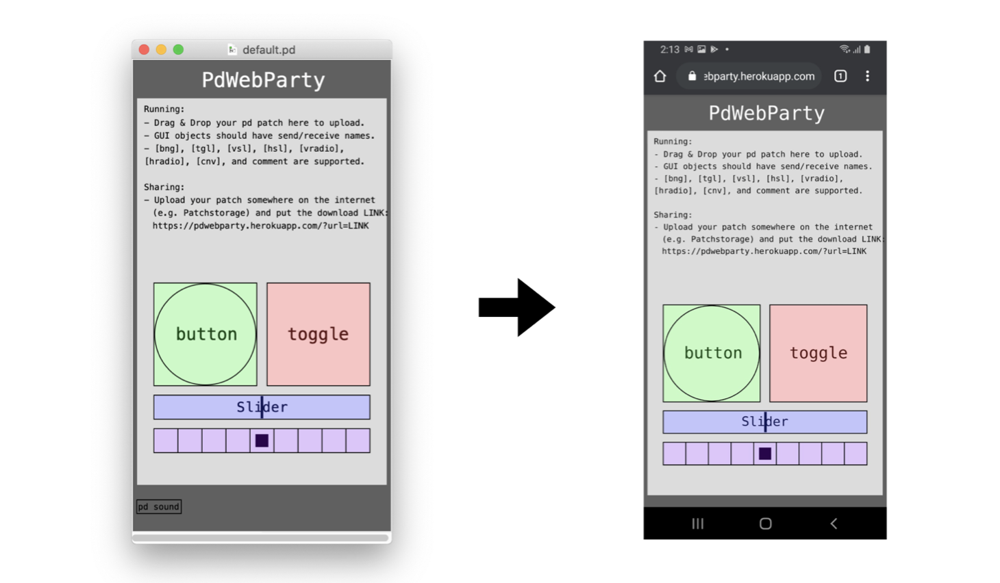 default.pd
PdWebParty
Running:
- Drag & Drop your pd patch here to upload.
- GUI objects should have send/receive names.
- [bng], [tgl], [vsl], [hsl], [vradio],
[hradio], [cnv], and comment are supported.
Sharing:
- Upload your patch somewhere on the internet
(e.g. Patchstorage) and put the download LINK:
https://pdwebparty.herokuapp.com/?url=LINK
button
toggle
Slider
pd sound
2:13
ebparty.herokuapp.com
1
PdWebParty
Running:
- Drag & Drop your pd patch here to upload.
- GUI objects should have send/receive names.
- [bng], [tgl], [vsl], [hsl], [vradio],
[hradio], [cnv], and comment are supported.
Sharing:
- Upload your patch somewhere on the internet
(e.g. Patchstorage) and put the download LINK:
https://pdwebparty.herokuapp.com/?url=LINK
button
toggle
Slider